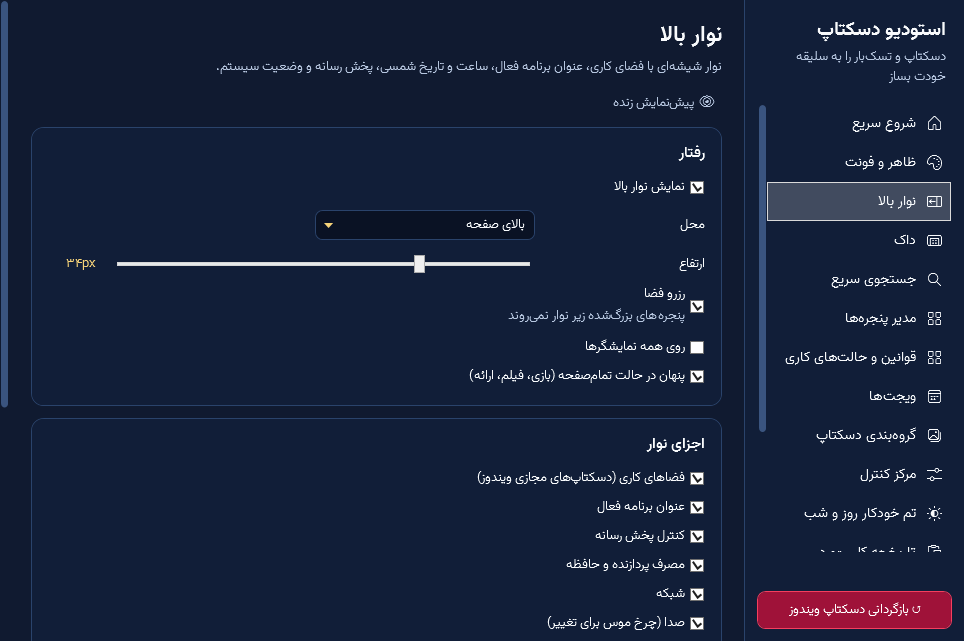 استودیو دسکتاپ
دسکتاپ و تسک‌بار را به سلیقه
خودت بساز
شروع سریع
ظاهر و فونت
نوار بالا
داک
جستجوی سریع
مدیر پنجره‌ها
قوانین و حالت‌های کاری
ویجت‌ها
گروه‌بندی دسکتاپ
مرکز کنترل
تم خودکار روز و شب
بازگردانی دسکتاپ ویندوز
نوار بالا
نوار شیشه‌ای با فضای کاری، عنوان برنامه فعال، ساعت و تاریخ شمسی، پخش رسانه و وضعیت سیستم.
پیش‌نمایش زنده
رفتار
نمایش نوار بالا
محل
بالای صفحه
ارتفاع
۳۴px
رزرو فضا
پنجره‌های بزرگ‌شده زیر نوار نمی‌روند
روی همه نمایشگرها
پنهان در حالت تمام‌صفحه (بازی، فیلم، ارائه)
اجزای نوار
فضاهای کاری (دسکتاپ‌های مجازی ویندوز)
عنوان برنامه فعال
کنترل پخش رسانه
مصرف پردازنده و حافظه
شبکه
صدا (چرخ موس برای تغییر)